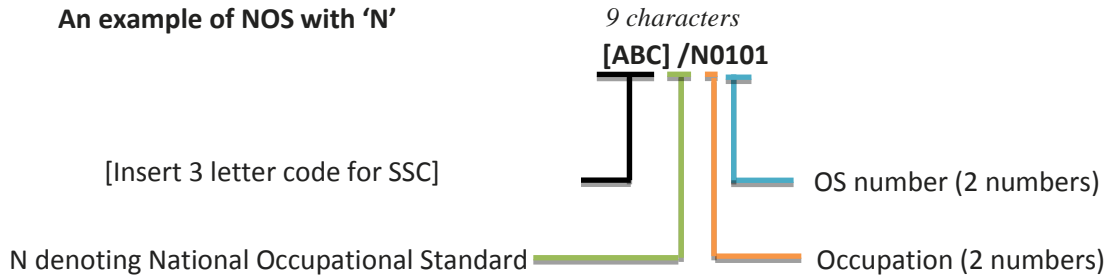 An example of NOS with ‘N’
9 characters
[ABC] /N0101
[Insert 3 letter code for SSC]
OS number (2 numbers)
N denoting National Occupational Standard
Occupation (2 numbers)